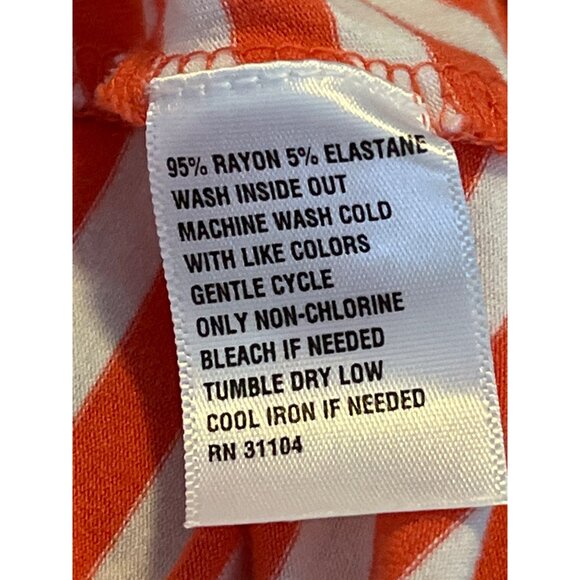 95% RAYON 5% ELASTANE
WASH INSIDE OUT
MACHINE WASH COLD
WITH LIKE COLORS
GENTLE CYCLE
ONLY NON-CHLORINE
BLEACH IF NEEDED
TUMBLE DRY LOW
COOL IRON IF NEEDED
RN 31104